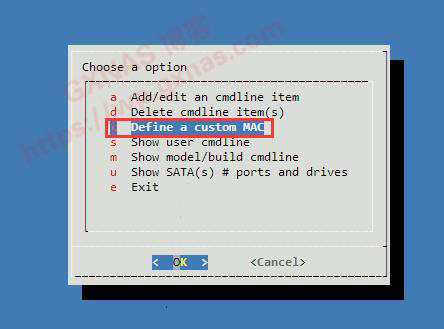 Choose a option
a Add/edit an cmdline item
d Delete cmdline item(s)
Define a custom MAC
s Show user cmdline
m Show model/build cmdline
u Show SATA(s) # ports and drives
e Exit
< OK > <Cancel>
GXNAS 博客
https://www.gxnas.com